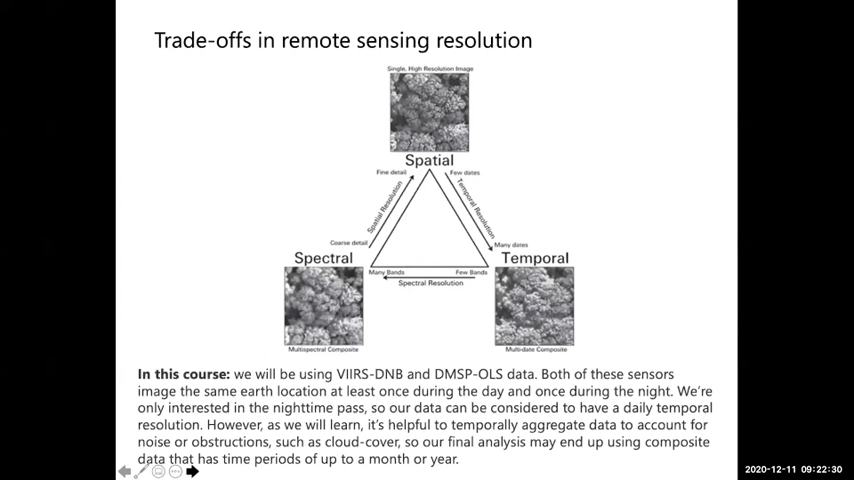 Trade-offs in remote sensing resolution
Single, High Resolution Image
Spatial
Fine detail
Few dates
Spatial Resolution
Temporal Resolution
Coarse detail
Many dates
Spectral
Temporal
Many Bands
Few Bands
Spectral Resolution
Multispectral Composite
Multi-date Composite
In this course: we will be using VIIRS-DNB and DMSP-OLS data. Both of these sensors
image the same earth location at least once during the day and once during the night. We're
only interested in the nighttime pass, so our data can be considered to have a daily temporal
resolution. However, as we will learn, it's helpful to temporally aggregate data to account for
noise or obstructions, such as cloud-cover, so our final analysis may end up using composite
data that has time periods of up to a month or year.
2020-12-11 09:22:30